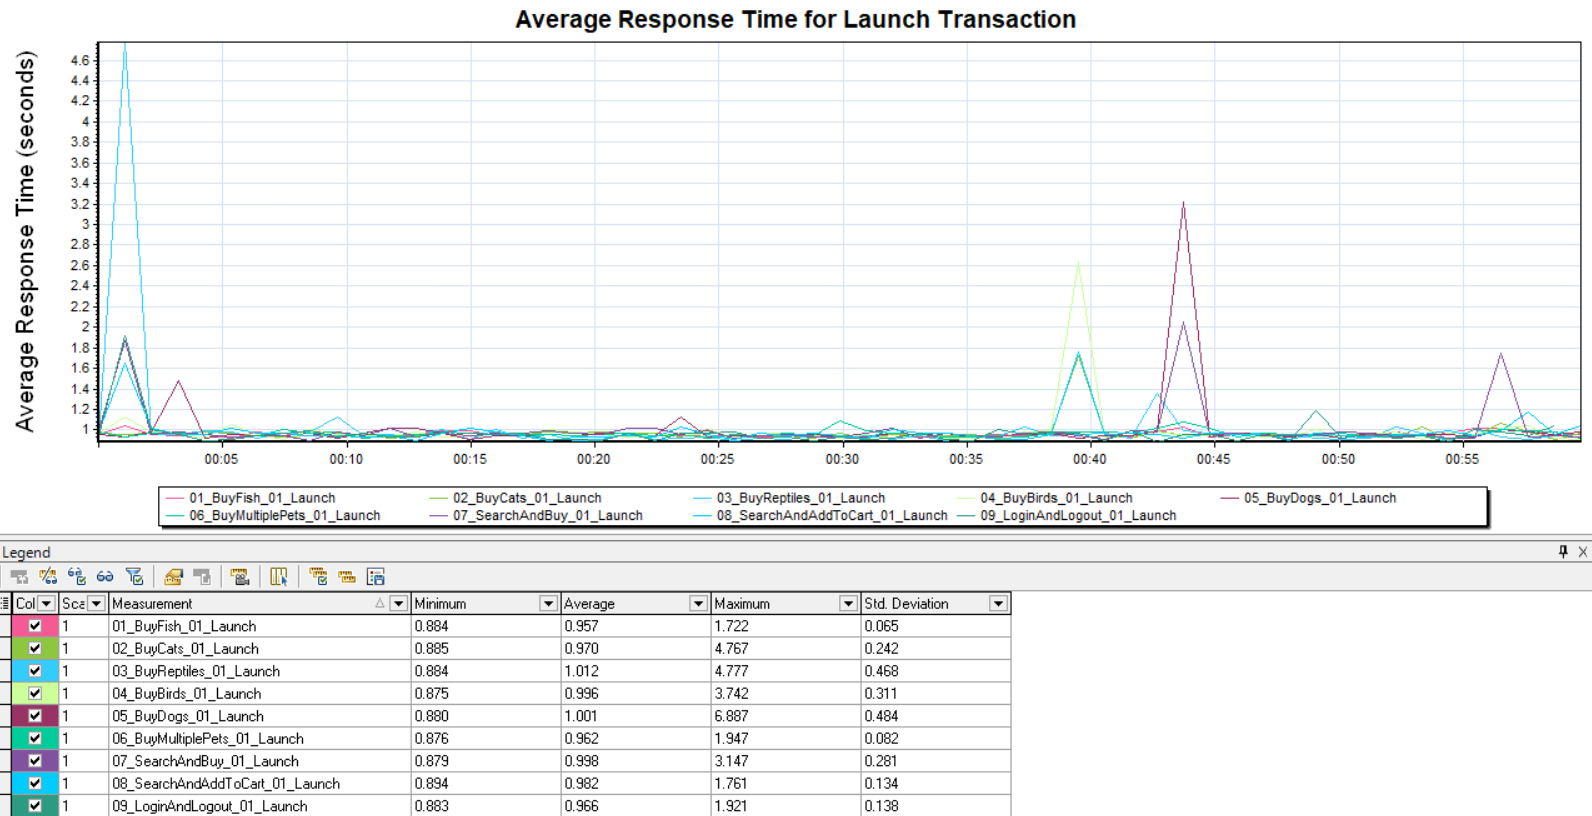 Average Response Time for Launch Transaction
Average Response Time (seconds)
4.6
4.4
4.2
4
3.8
3.6
3.4
3.2
3
2.8
2.6
2.4
2.2
2
1.8
1.6
1.4
1.2
1
00:05 00:10 00:15 00:20 00:25 00:30 00:35 00:40 00:45 00:50 00:55
01_BuyFish_01_Launch 02_BuyCats_01_Launch 03_BuyReptiles_01_Launch 04_BuyBirds_01_Launch 05_BuyDogs_01_Launch
06_BuyMultiplePets_01_Launch 07_SearchAndBuy_01_Launch 08_SearchAndAddToCart_01_Launch 09_LoginAndLogout_01_Launch
Legend
Col Sca Measurement Minimum Average Maximum Std. Deviation
1 01_BuyFish_01_Launch 0.884 0.957 1.722 0.065
1 02_BuyCats_01_Launch 0.885 0.970 4.767 0.242
1 03_BuyReptiles_01_Launch 0.884 1.012 4.777 0.468
1 04_BuyBirds_01_Launch 0.875 0.996 3.742 0.311
1 05_BuyDogs_01_Launch 0.880 1.001 6.887 0.484
1 06_BuyMultiplePets_01_Launch 0.876 0.962 1.947 0.082
1 07_SearchAndBuy_01_Launch 0.879 0.998 3.147 0.281
1 08_SearchAndAddToCart_01_Launch 0.894 0.982 1.761 0.134
1 09_LoginAndLogout_01_Launch 0.883 0.966 1.921 0.138